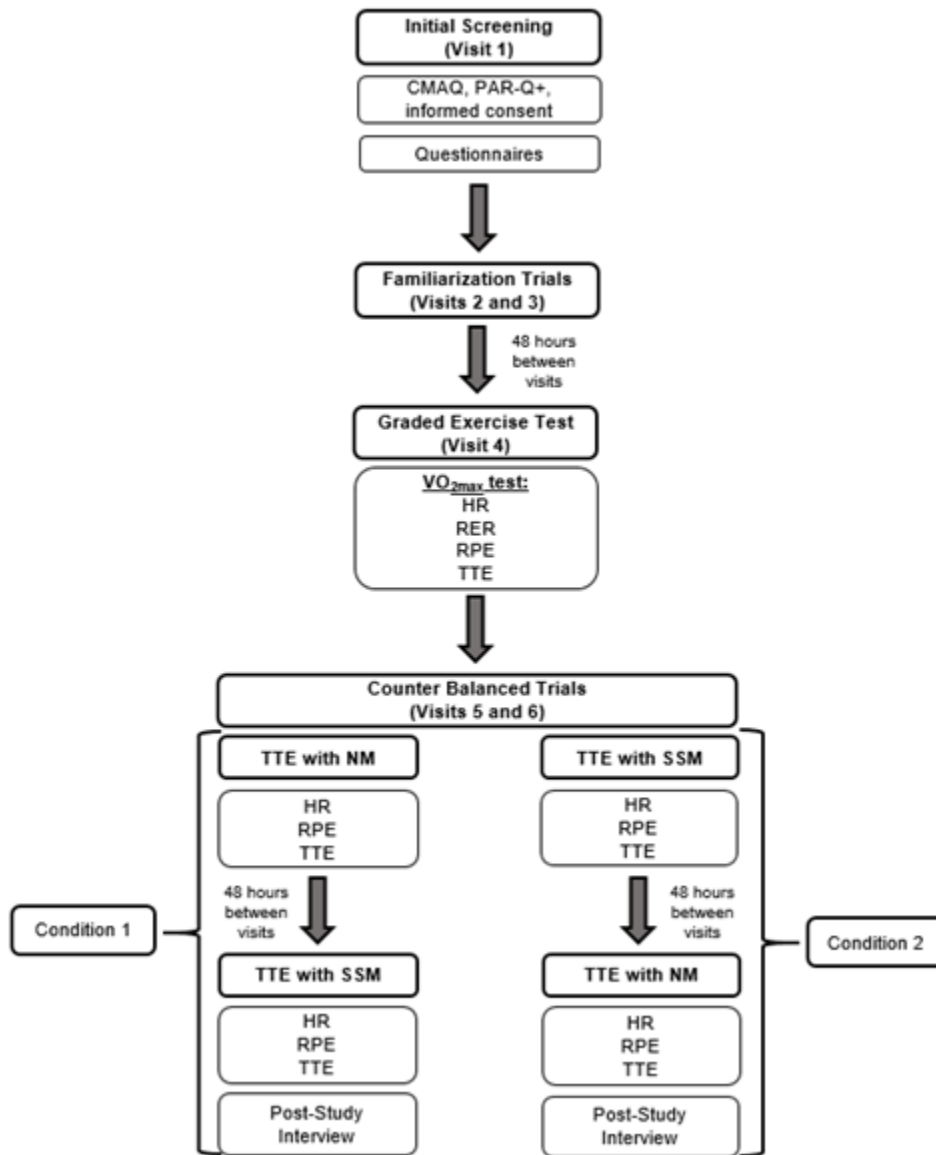 Initial Screening
(Visit 1)
CMAQ, PAR-Q+,
informed consent
Questionnaires
Familiarization Trials
(Visits 2 and 3)
48 hours
between
visits
Graded Exercise Test
(Visit 4)
VO2max test:
HR
RER
RPE
TTE
Counter Balanced Trials
(Visits 5 and 6)
Condition 1
TTE with NM
HR
RPE
TTE
48 hours
between
visits
TTE with SSM
HR
RPE
TTE
Post-Study
Interview
TTE with SSM
HR
RPE
TTE
48 hours
between
visits
TTE with NM
HR
RPE
TTE
Post-Study
Interview
Condition 2